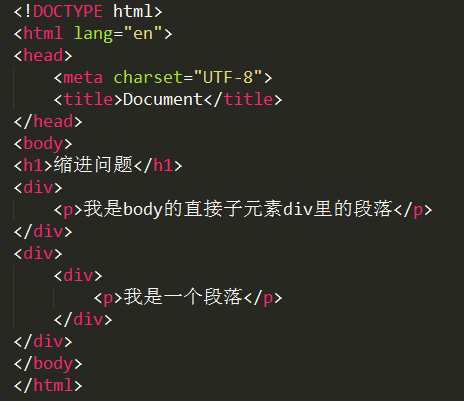 <!DOCTYPE html>
<html lang="en">
<head>
    <meta charset="UTF-8">
    <title>Document</title>
</head>
<body>
<h1>缩进问题</h1>
<div>
    <p>我是body的直接子元素div里的段落</p>
</div>
<div>
    <div>
        <p>我是一个段落</p>
    </div>
</div>
</body>
</html>